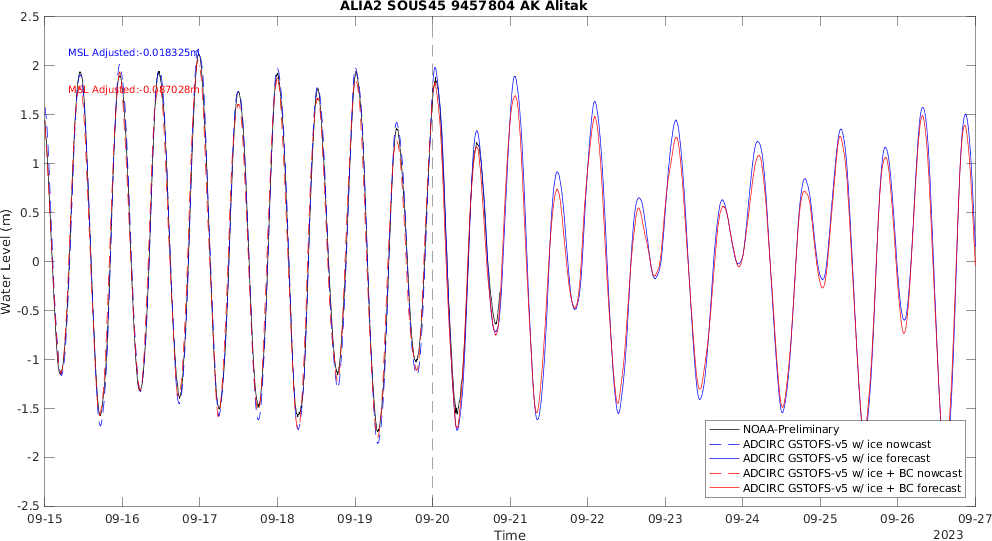 ALIA2 SOUS45 9457804 AK Alitak
2.5
2
1.5
1
0.5
0
-0.5
-1
-1.5
-2
-2.5
Water Level (m)
MSL Adjusted:-0.018325m
MSL Adjusted:-0.087028m
NOAA-Preliminary
ADCIRC GSTOFS-v5 w/ ice nowcast
ADCIRC GSTOFS-v5 w/ ice forecast
ADCIRC GSTOFS-v5 w/ ice + BC nowcast
ADCIRC GSTOFS-v5 w/ ice + BC forecast
09-15 09-16 09-17 09-18 09-19 09-20 09-21 09-22 09-23 09-24 09-25 09-26 09-27
Time
2023